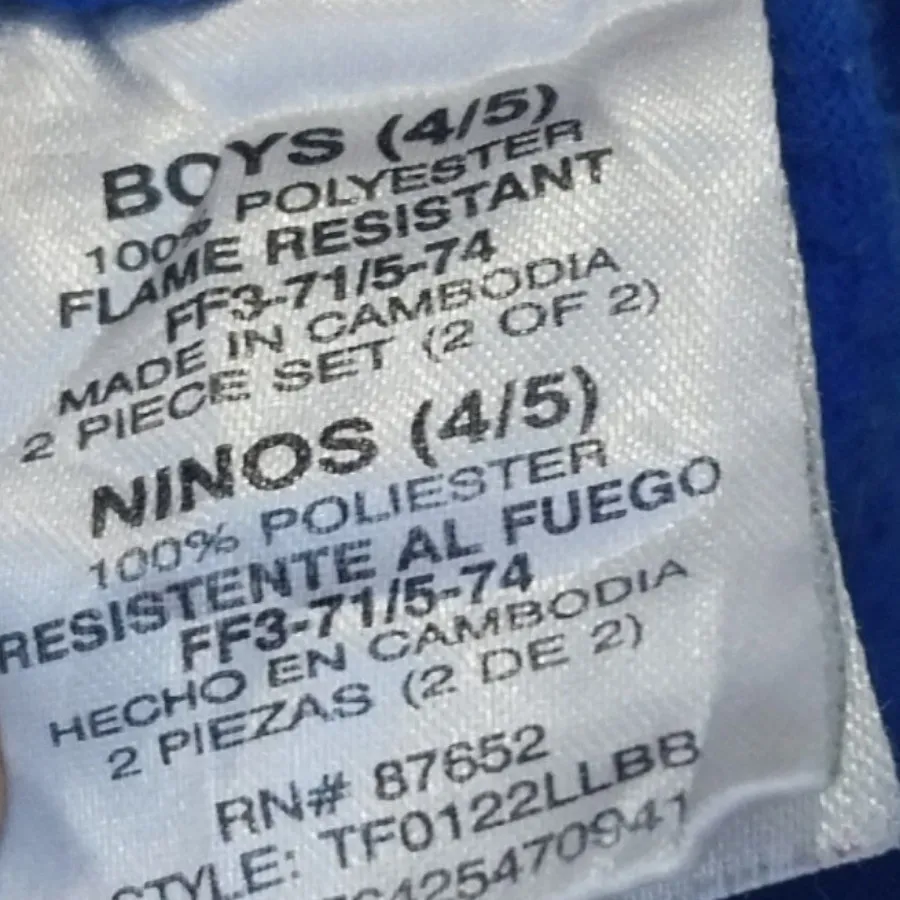 BOYS (4/5)
100% POLYESTER
FLAME RESISTANT
FF3-71/5-74
MADE IN CAMBODIA
2 PIECE SET (2 OF 2)
NINOS (4/5)
100% POLIESTER
RESISTENTE AL FUEGO
FF3-71/5-74
HECHO EN CAMBODIA
2 PIEZAS (2 DE 2)
RN# 87652
STYLE: TF0122LLBB